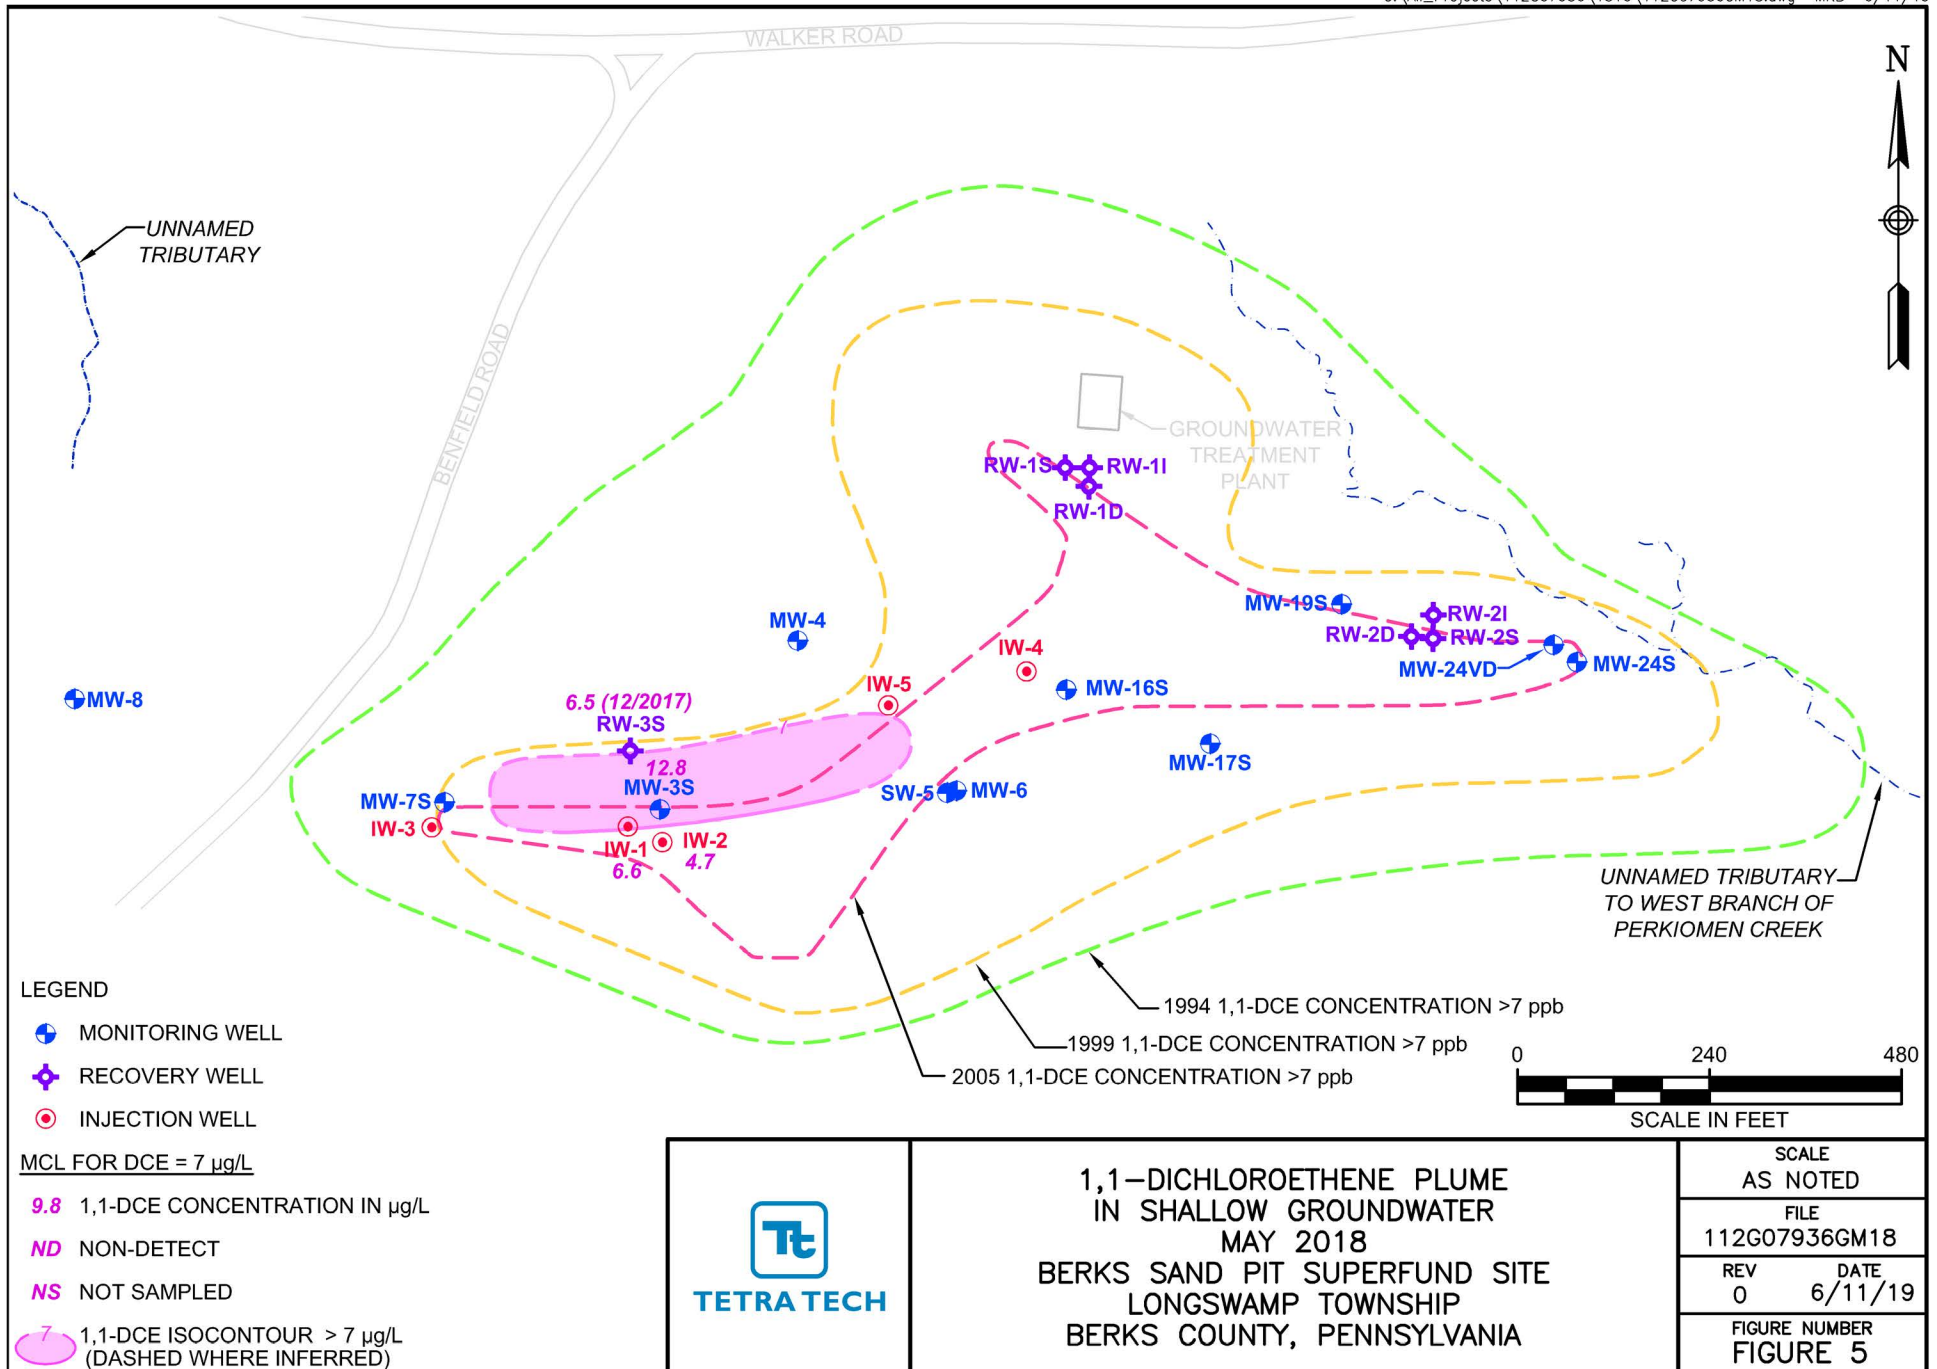 WALKER ROAD
N
UNNAMED
TRIBUTARY
BENFIELD ROAD
GROUNDWATER
TREATMENT
PLANT
RW-1S
RW-1I
RW-1D
MW-19S
RW-2I
RW-2D
RW-2S
MW-24VD
MW-24S
MW-4
IW-4
MW-16S
IW-5
MW-8
6.5 (12/2017)
RW-3S
7
12.8
MW-3S
MW-17S
MW-7S
IW-3
SW-5
MW-6
IW-1
6.6
IW-2
4.7
UNNAMED TRIBUTARY
TO WEST BRANCH OF
PERKIOMEN CREEK
1994 1,1-DCE CONCENTRATION >7 ppb
1999 1,1-DCE CONCENTRATION >7 ppb
2005 1,1-DCE CONCENTRATION >7 ppb
0 240 480
SCALE IN FEET
LEGEND
MONITORING WELL
RECOVERY WELL
INJECTION WELL
MCL FOR DCE = 7 µg/L
9.8 1,1-DCE CONCENTRATION IN µg/L
ND NON-DETECT
NS NOT SAMPLED
7 1,1-DCE ISOCONTOUR > 7 µg/L
(DASHED WHERE INFERRED)
Tt
TETRA TECH
1,1-DICHLOROETHENE PLUME
IN SHALLOW GROUNDWATER
MAY 2018
BERKS SAND PIT SUPERFUND SITE
LONGSWAMP TOWNSHIP
BERKS COUNTY, PENNSYLVANIA
SCALE
AS NOTED
FILE
112G07936GM18
REV DATE
0 6/11/19
FIGURE NUMBER
FIGURE 5